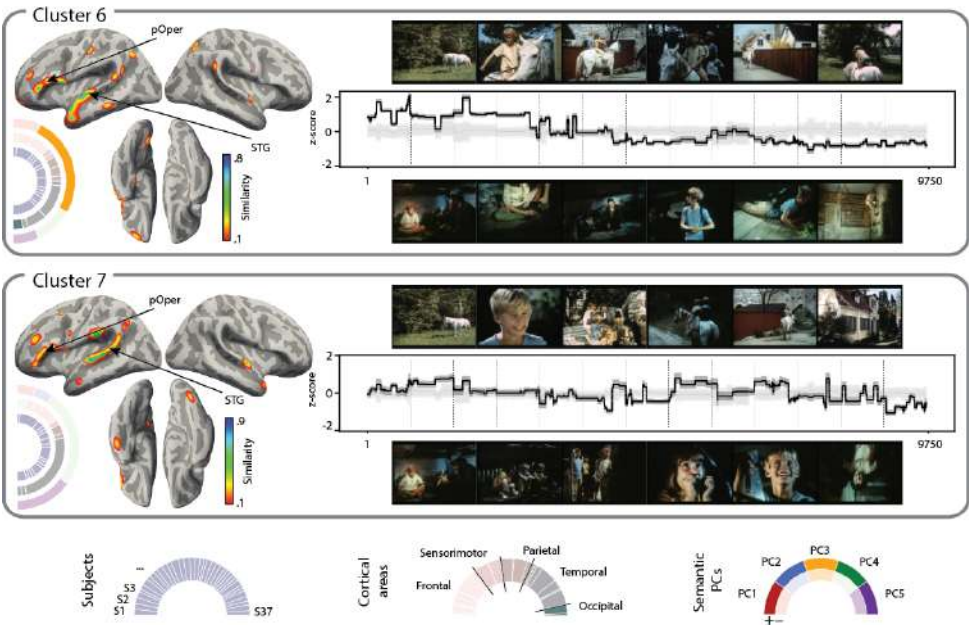 Cluster 6
pOper
STG
.8
Similarity
.1
z-score
2
0
-2
1
9750
Cluster 7
pOper
STG
.9
Similarity
.1
z-score
2
0
-2
1
9750
Subjects
...
S3
S2
S1
S37
Cortical
areas
Frontal
Sensorimotor
Parietal
Temporal
Occipital
Semantic
PCs
PC1
PC2
PC3
PC4
PC5
+−